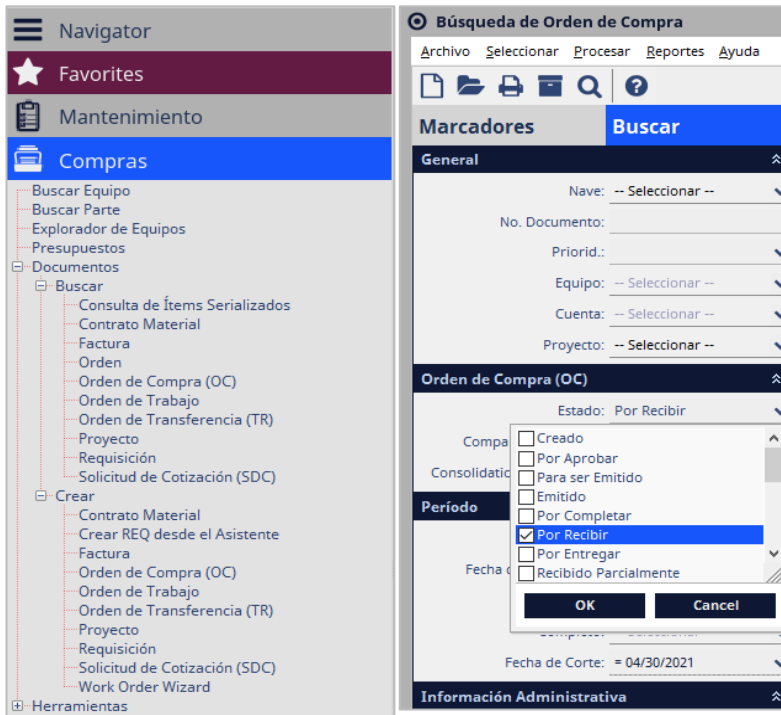 Navigator
Favorites
Mantenimiento
Compras
Buscar Equipo
Buscar Parte
Explorador de Equipos
Presupuestos
Documentos
Buscar
Consulta de Ítems Serializados
Contrato Material
Factura
Orden
Orden de Compra (OC)
Orden de Trabajo
Orden de Transferencia (TR)
Proyecto
Requisición
Solicitud de Cotización (SDC)
Crear
Contrato Material
Crear REQ desde el Asistente
Factura
Orden de Compra (OC)
Orden de Trabajo
Orden de Transferencia (TR)
Proyecto
Requisición
Solicitud de Cotización (SDC)
Work Order Wizard
Herramientas
Búsqueda de Orden de Compra
Archivo Seleccionar Procesar Reportes Ayuda
Marcadores Buscar
General
Nave: -- Seleccionar --
No. Documento:
Priorid.:
Equipo: -- Seleccionar --
Cuenta: -- Seleccionar --
Proyecto: -- Seleccionar --
Orden de Compra (OC)
Estado: Por Recibir
Compa
Consolidatio
Período
Fecha
Creado
Por Aprobar
Para ser Emitido
Emitido
Por Completar
Por Recibir
Por Entregar
Recibido Parcialmente
OK Cancel
Fecha de Corte: = 04/30/2021
Información Administrativa